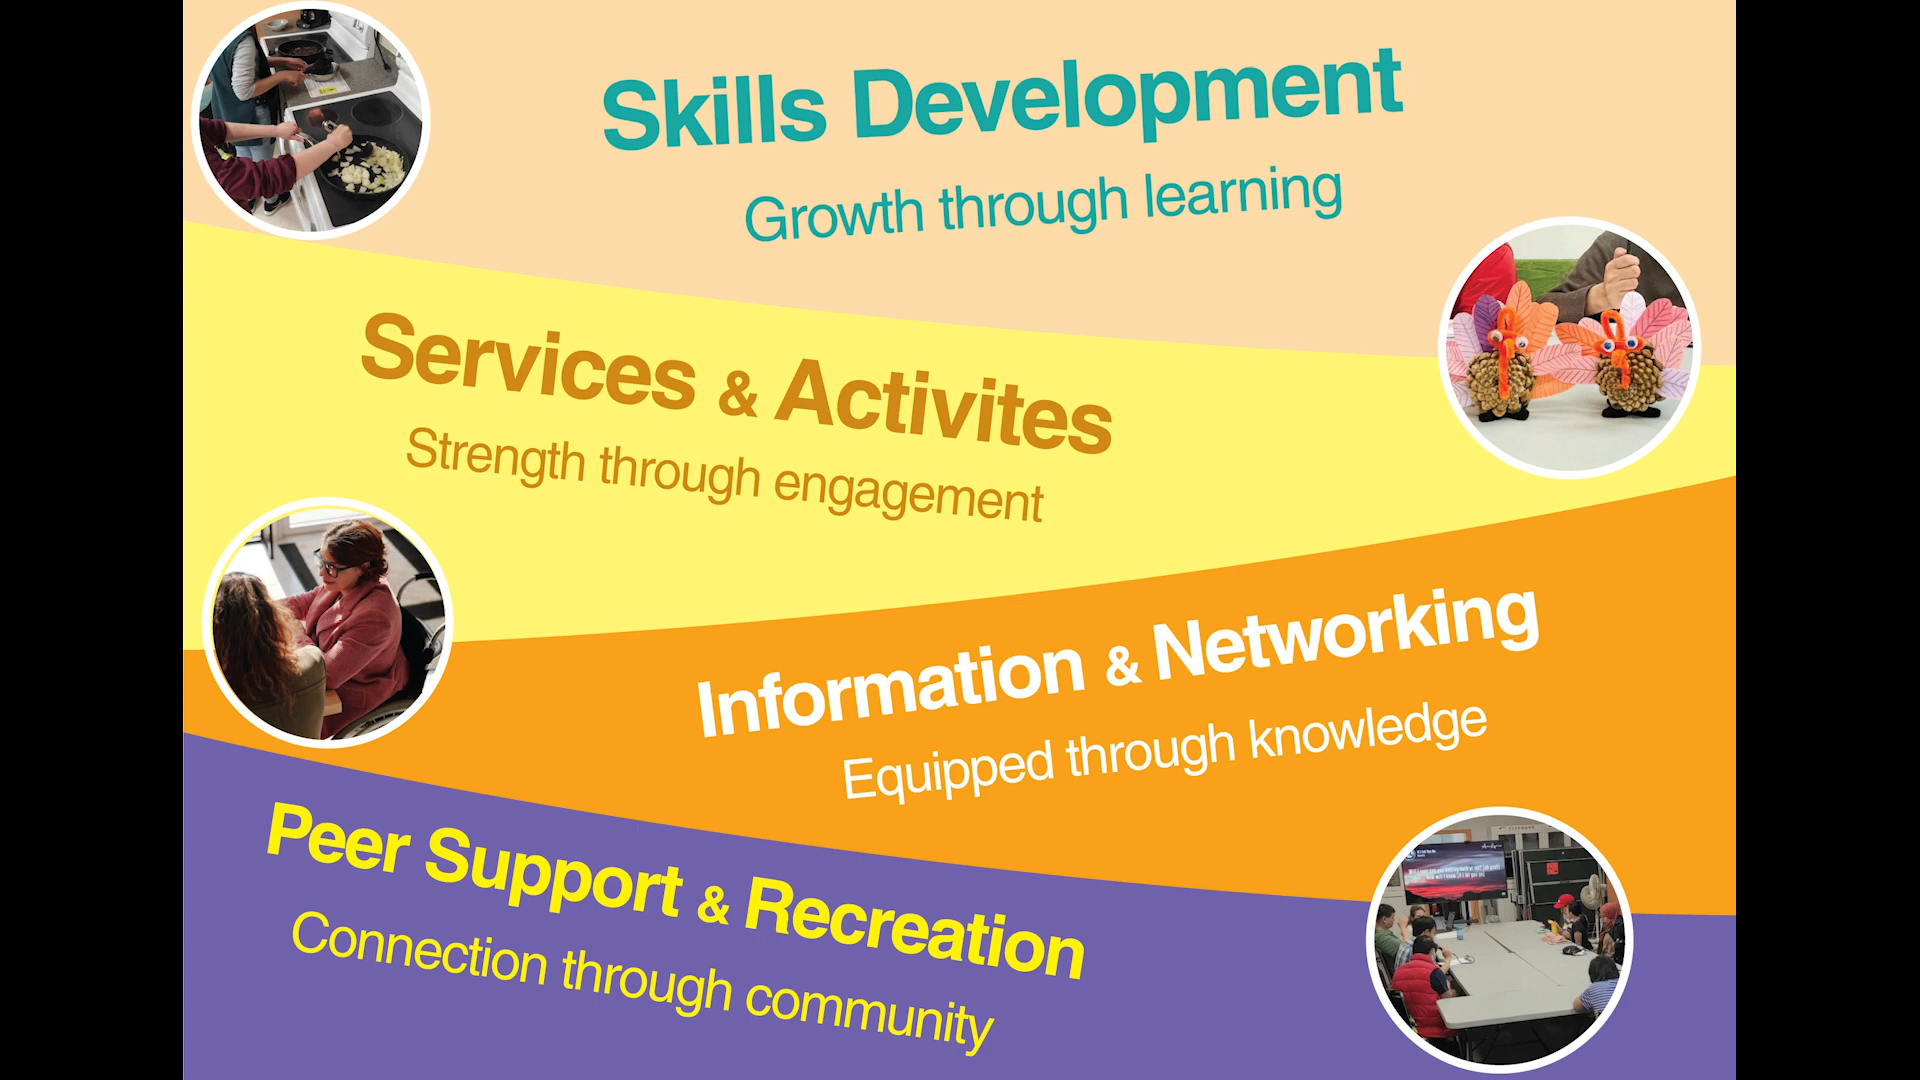 Skills Development
Growth through learning
Services & Activites
Strength through engagement
Information & Networking
Equipped through knowledge
Peer Support & Recreation
Connection through community